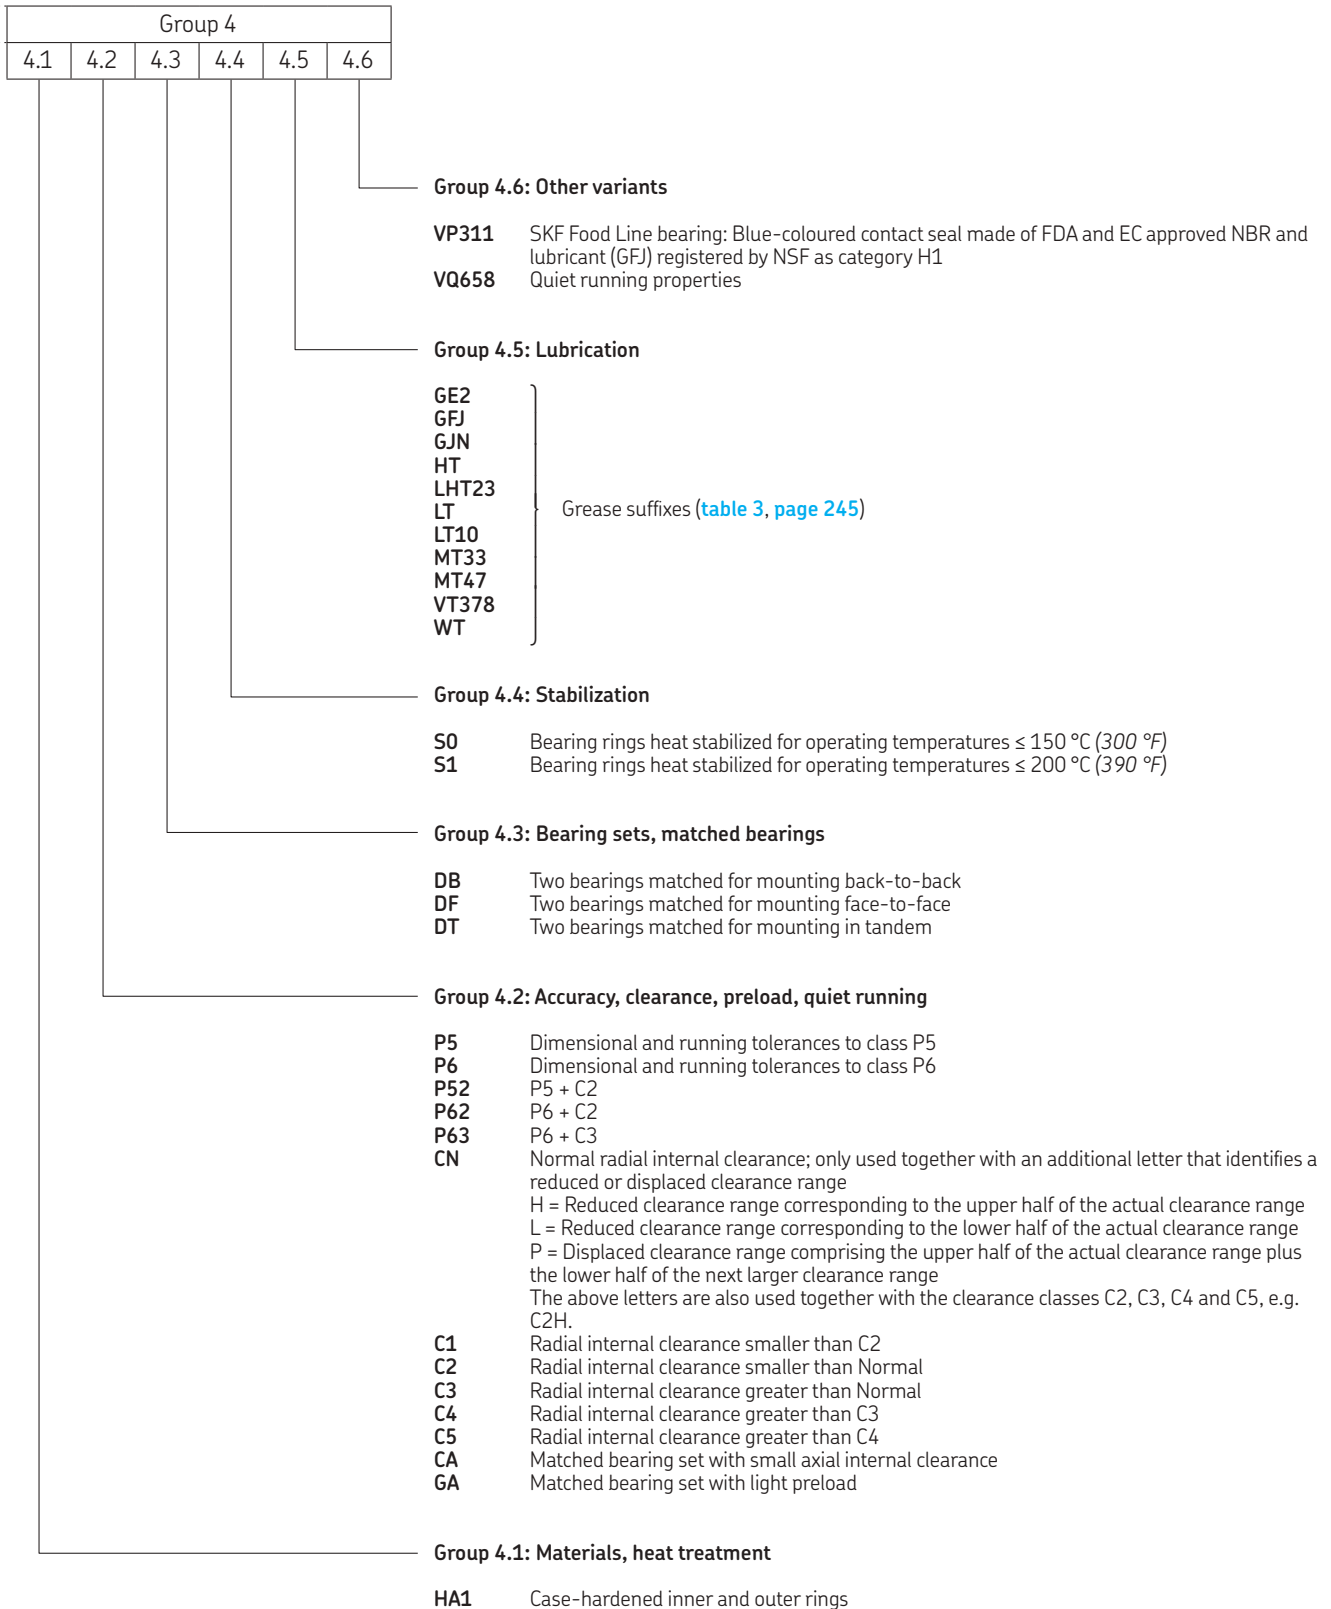 Group 4
4.1 4.2 4.3 4.4 4.5 4.6
Group 4.6: Other variants
VP311 SKF Food Line bearing: Blue-coloured contact seal made of FDA and EC approved NBR and
lubricant (GFJ) registered by NSF as category H1
VQ658 Quiet running properties
Group 4.5: Lubrication
GE2
GFJ
GJN
HT
LHT23
LT Grease suffixes (table 3, page 245)
LT10
MT33
MT47
VT378
WT
Group 4.4: Stabilization
S0 Bearing rings heat stabilized for operating temperatures ≤ 150 °C (300 °F)
S1 Bearing rings heat stabilized for operating temperatures ≤ 200 °C (390 °F)
Group 4.3: Bearing sets, matched bearings
DB Two bearings matched for mounting back-to-back
DF Two bearings matched for mounting face-to-face
DT Two bearings matched for mounting in tandem
Group 4.2: Accuracy, clearance, preload, quiet running
P5 Dimensional and running tolerances to class P5
P6 Dimensional and running tolerances to class P6
P52 P5 + C2
P62 P6 + C2
P63 P6 + C3
CN Normal radial internal clearance; only used together with an additional letter that identifies a
reduced or displaced clearance range
H = Reduced clearance range corresponding to the upper half of the actual clearance range
L = Reduced clearance range corresponding to the lower half of the actual clearance range
P = Displaced clearance range comprising the upper half of the actual clearance range plus
the lower half of the next larger clearance range
The above letters are also used together with the clearance classes C2, C3, C4 and C5, e.g.
C2H.
C1 Radial internal clearance smaller than C2
C2 Radial internal clearance smaller than Normal
C3 Radial internal clearance greater than Normal
C4 Radial internal clearance greater than C3
C5 Radial internal clearance greater than C4
CA Matched bearing set with small axial internal clearance
GA Matched bearing set with light preload
Group 4.1: Materials, heat treatment
HA1 Case-hardened inner and outer rings